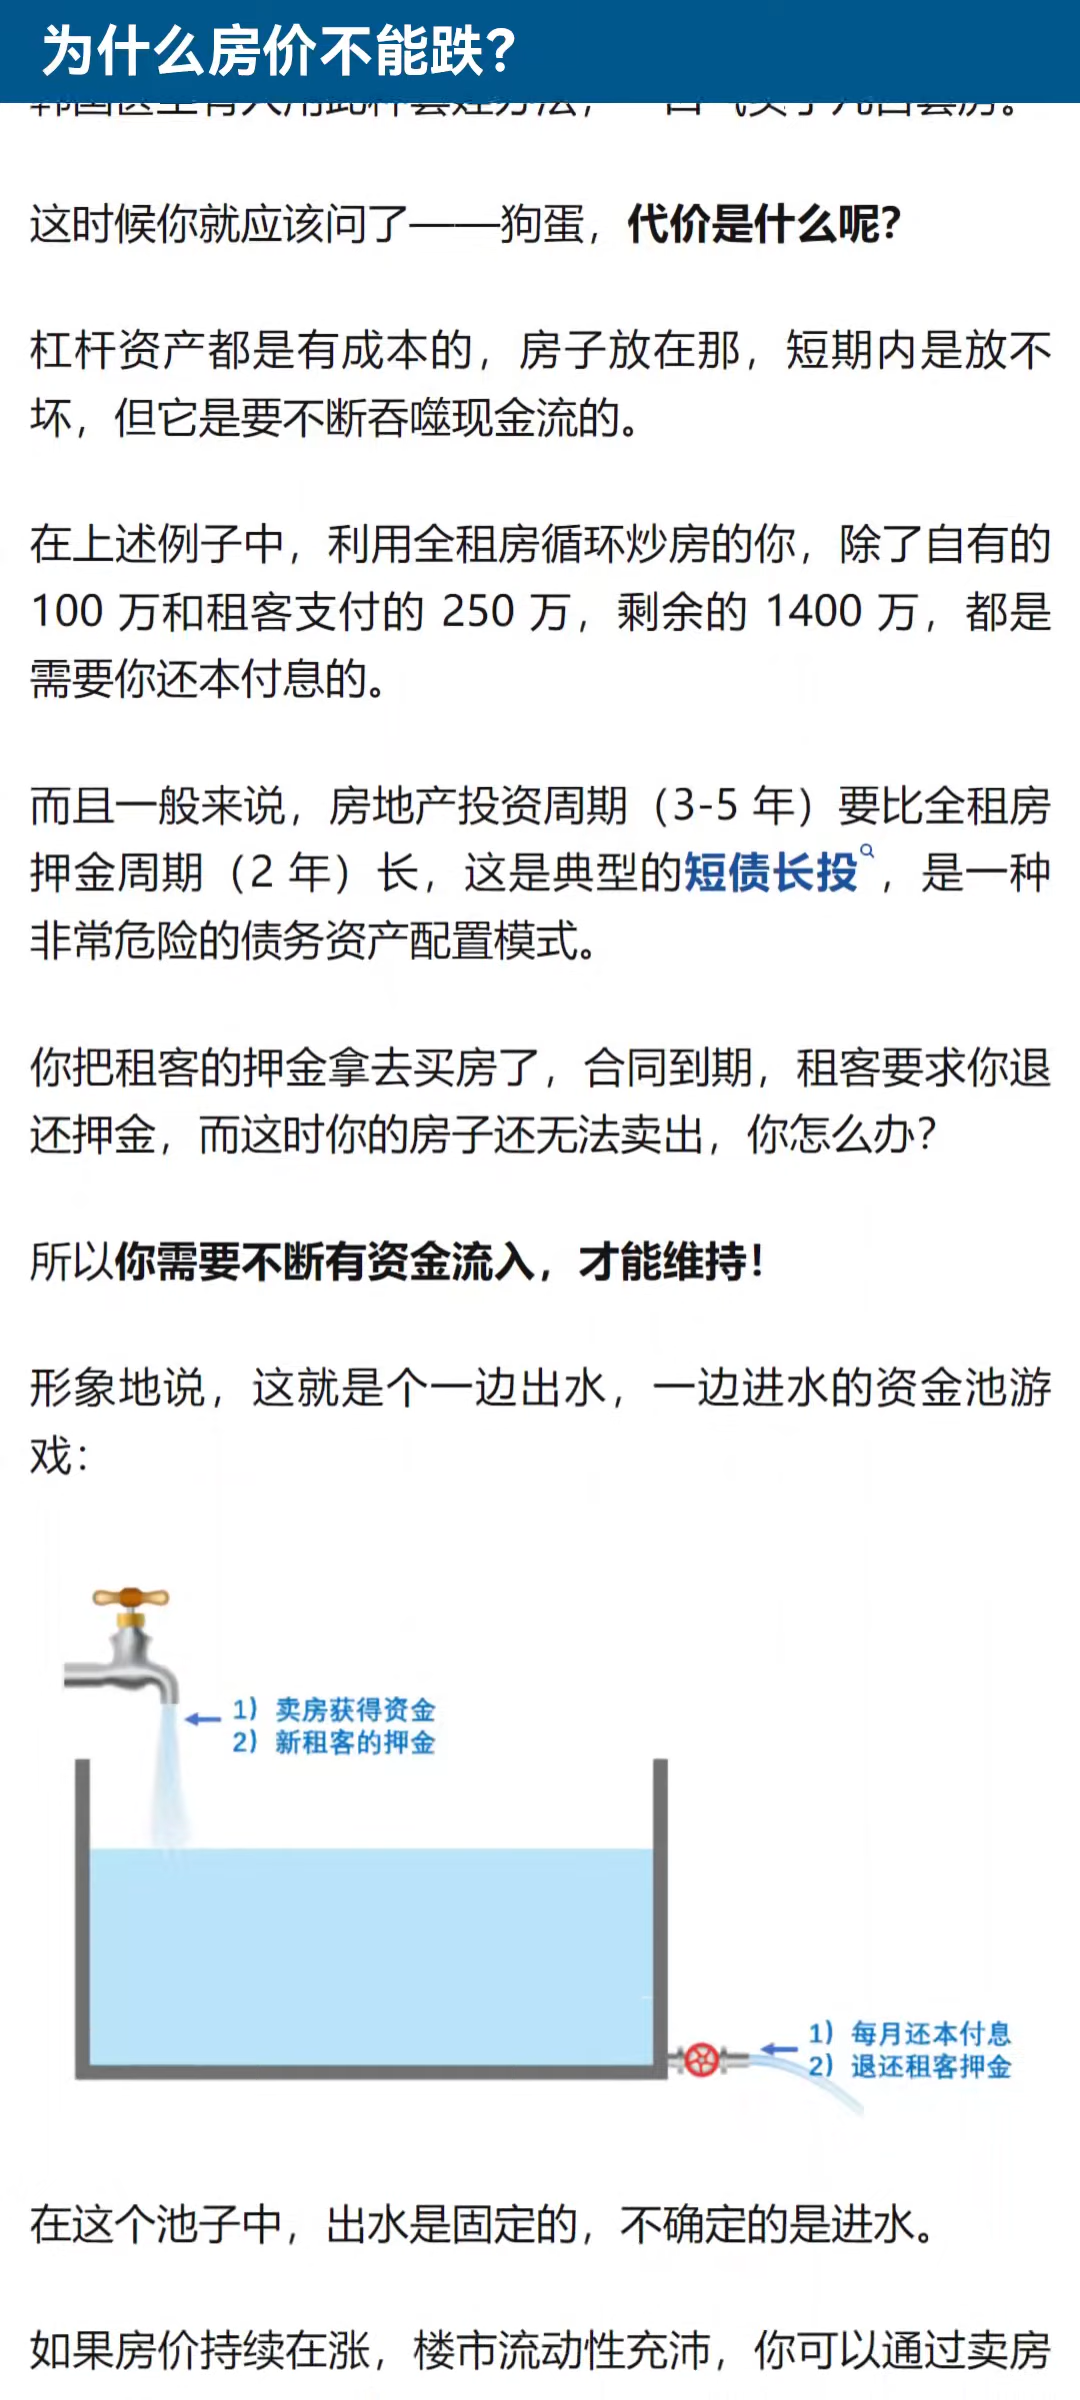 为什么房价不能跌？
这时候你就应该问了——狗蛋，代价是什么呢？
杠杆资产都是有成本的，房子放在那，短期内是放不
坏，但它是要不断吞噬现金流的。
在上述例子中，利用全租房循环炒房的你，除了自有的
100 万和租客支付的 250 万，剩余的 1400 万，都是
需要你还本付息的。
而且一般来说，房地产投资周期（3-5 年）要比全租房
押金周期（2 年）长，这是典型的短债长投，是一种
非常危险的债务资产配置模式。
你把租客的押金拿去买房了，合同到期，租客要求你退
还押金，而这时你的房子还无法卖出，你怎么办？
所以你需要不断有资金流入，才能维持！
形象地说，这就是个一边出水，一边进水的资金池游
戏：
1）卖房获得资金
2）新租客的押金
1）每月还本付息
2）退还租客押金
在这个池子中，出水是固定的，不确定的是进水。
如果房价持续在涨，楼市流动性充沛，你可以通过卖房